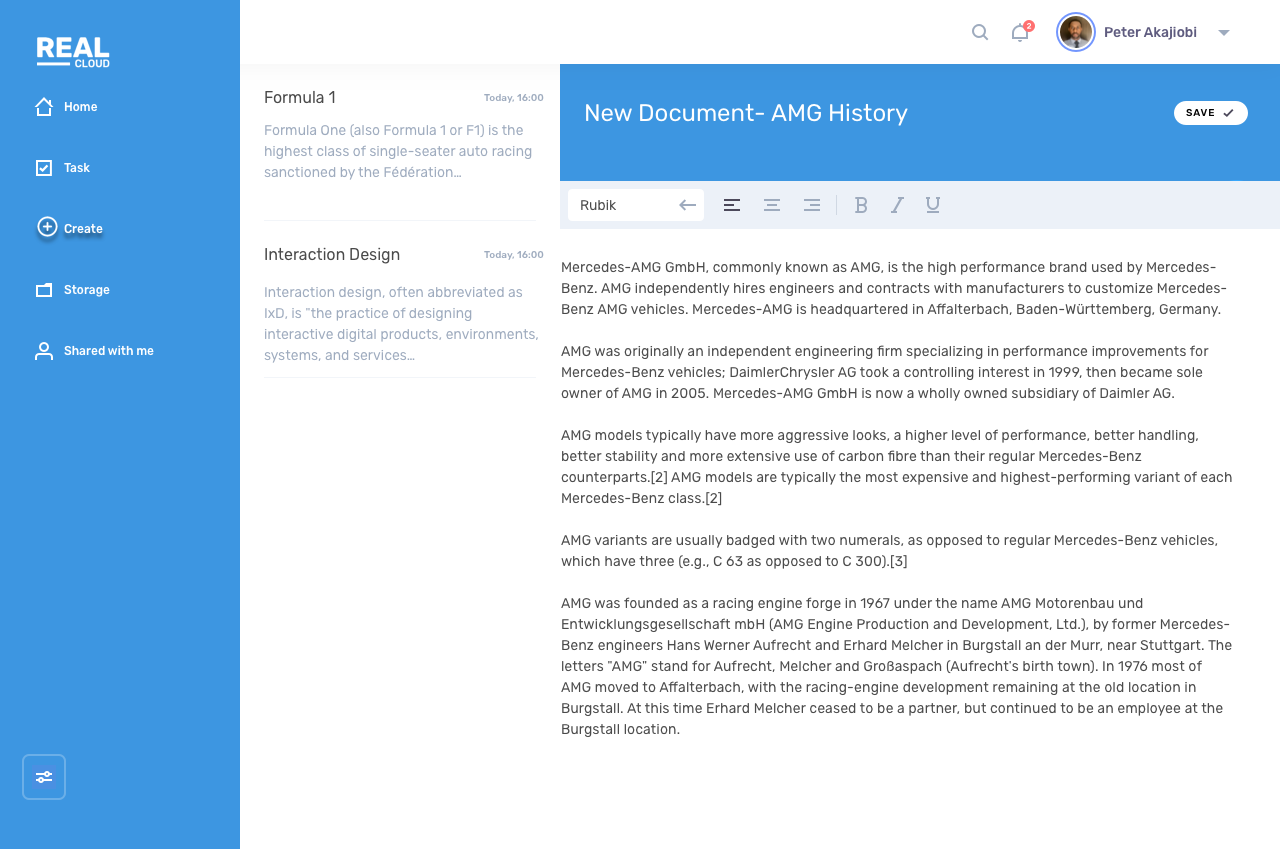 REAL
CLOUD
Home
Task
Create
Storage
Shared with me
2
Peter Akajiobi
Formula 1
Today, 16:00
Formula One (also Formula 1 or F1) is the
highest class of single-seater auto racing
sanctioned by the Fédération...
Interaction Design
Today, 16:00
Interaction design, often abbreviated as
IxD, is "the practice of designing
interactive digital products, environments,
systems, and services...
New Document- AMG History
SAVE
Rubik
B I U
Mercedes-AMG GmbH, commonly known as AMG, is the high performance brand used by Mercedes-
Benz. AMG independently hires engineers and contracts with manufacturers to customize Mercedes-
Benz AMG vehicles. Mercedes-AMG is headquartered in Affalterbach, Baden-Württemberg, Germany.
AMG was originally an independent engineering firm specializing in performance improvements for
Mercedes-Benz vehicles; DaimlerChrysler AG took a controlling interest in 1999, then became sole
owner of AMG in 2005. Mercedes-AMG GmbH is now a wholly owned subsidiary of Daimler AG.
AMG models typically have more aggressive looks, a higher level of performance, better handling,
better stability and more extensive use of carbon fibre than their regular Mercedes-Benz
counterparts.[2] AMG models are typically the most expensive and highest-performing variant of each
Mercedes-Benz class.[2]
AMG variants are usually badged with two numerals, as opposed to regular Mercedes-Benz vehicles,
which have three (e.g., C 63 as opposed to C 300).[3]
AMG was founded as a racing engine forge in 1967 under the name AMG Motorenbau und
Entwicklungsgesellschaft mbH (AMG Engine Production and Development, Ltd.), by former Mercedes-
Benz engineers Hans Werner Aufrecht and Erhard Melcher in Burgstall an der Murr, near Stuttgart. The
letters "AMG" stand for Aufrecht, Melcher and Großaspach (Aufrecht's birth town). In 1976 most of
AMG moved to Affalterbach, with the racing-engine development remaining at the old location in
Burgstall. At this time Erhard Melcher ceased to be a partner, but continued to be an employee at the
Burgstall location.